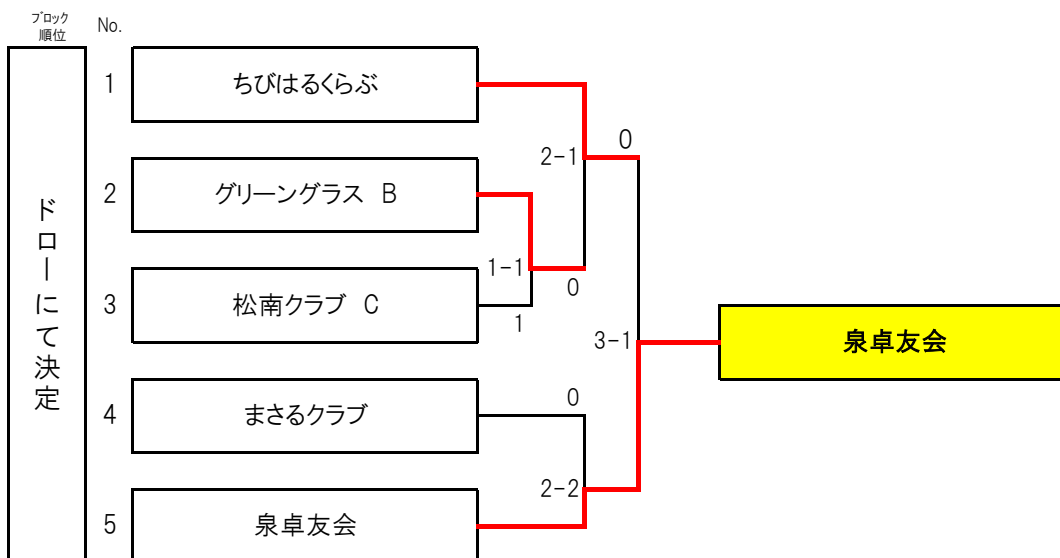 ブロック
順位
No.
ドローにて決定
1
ちびはるくらぶ
0
2-1
2
グリーングラス B
1-1
0
3
松南クラブ C
1
3-1
泉卓友会
0
4
まさるクラブ
2-2
5
泉卓友会